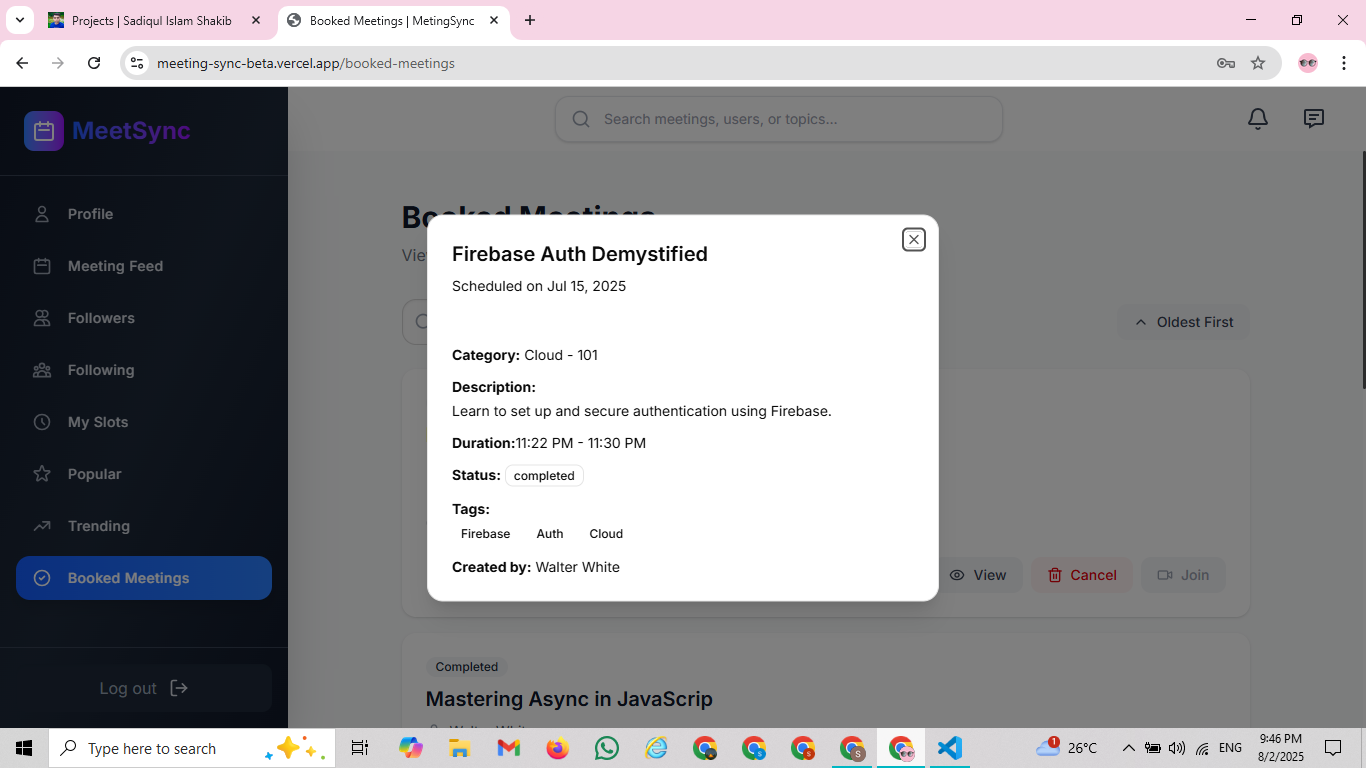 Projects | Sadiqul Islam Shakib
Booked Meetings | MetingSync
meeting-sync-beta.vercel.app/booked-meetings
MeetSync
Search meetings, users, or topics...
Profile
Meeting Feed
Followers
Following
My Slots
Popular
Trending
Booked Meetings
Log out
Booked Meetings
Oldest First
Firebase Auth Demystified
Scheduled on Jul 15, 2025
Category: Cloud - 101
Description:
Learn to set up and secure authentication using Firebase.
Duration:11:22 PM - 11:30 PM
Status: completed
Tags:
Firebase Auth Cloud
Created by: Walter White
View Cancel Join
Completed
Mastering Async in JavaScrip
Type here to search
1
26°C
ENG
9:46 PM
8/2/2025